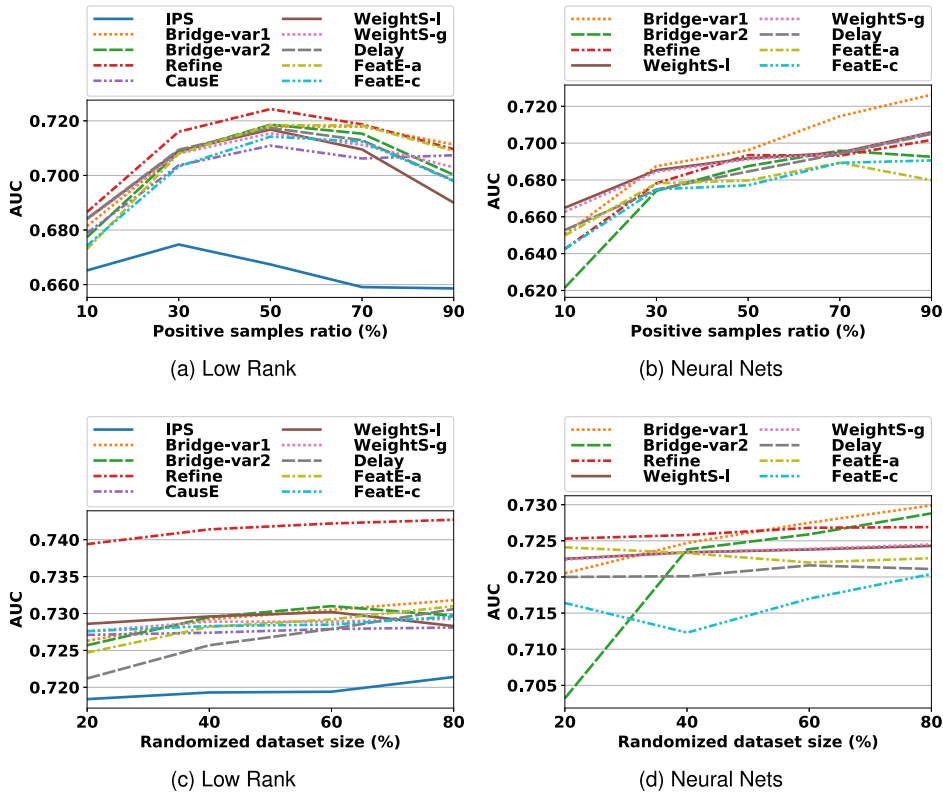 IPS
Bridge-var1
Bridge-var2
Refine
CausE
WeightS-l
WeightS-g
Delay
FeatE-a
FeatE-c
AUC
0.720
0.700
0.680
0.660
10 30 50 70 90
Positive samples ratio (%)
(a) Low Rank
Bridge-var1
Bridge-var2
Refine
WeightS-l
WeightS-g
Delay
FeatE-a
FeatE-c
AUC
0.720
0.700
0.680
0.660
0.640
0.620
10 30 50 70 90
Positive samples ratio (%)
(b) Neural Nets
IPS
Bridge-var1
Bridge-var2
Refine
CausE
WeightS-l
WeightS-g
Delay
FeatE-a
FeatE-c
AUC
0.740
0.735
0.730
0.725
0.720
20 40 60 80
Randomized dataset size (%)
(c) Low Rank
Bridge-var1
Bridge-var2
Refine
WeightS-l
WeightS-g
Delay
FeatE-a
FeatE-c
AUC
0.730
0.725
0.720
0.715
0.710
0.705
20 40 60 80
Randomized dataset size (%)
(d) Neural Nets